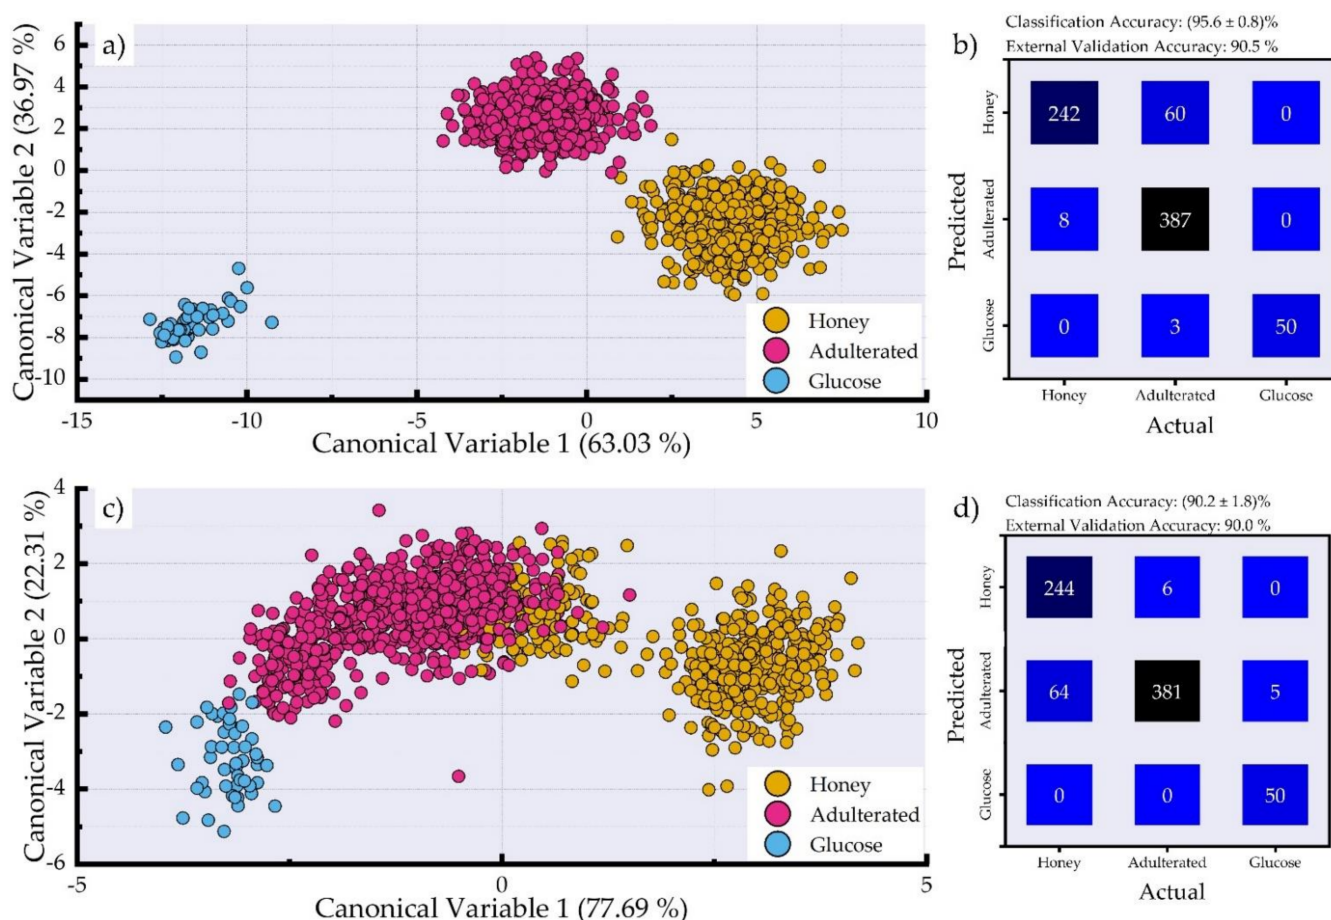 a)
Canonical Variable 2 (36.97 %)
6
4
2
0
-2
-4
-6
-8
-10
-15
-10
-5
0
5
10
Canonical Variable 1 (63.03 %)
Honey
Adulterated
Glucose
b)
Classification Accuracy: (95.6 ± 0.8)%
External Validation Accuracy: 90.5 %
Predicted
Honey
242 60 0
Adulterated
8 387 0
Glucose
0 3 50
Honey Adulterated Glucose
Actual
c)
Canonical Variable 2 (22.31 %)
4
2
0
-2
-4
-6
-5
0
5
Canonical Variable 1 (77.69 %)
Honey
Adulterated
Glucose
d)
Classification Accuracy: (90.2 ± 1.8)%
External Validation Accuracy: 90.0 %
Predicted
Honey
244 6 0
Adulterated
64 381 5
Glucose
0 0 50
Honey Adulterated Glucose
Actual